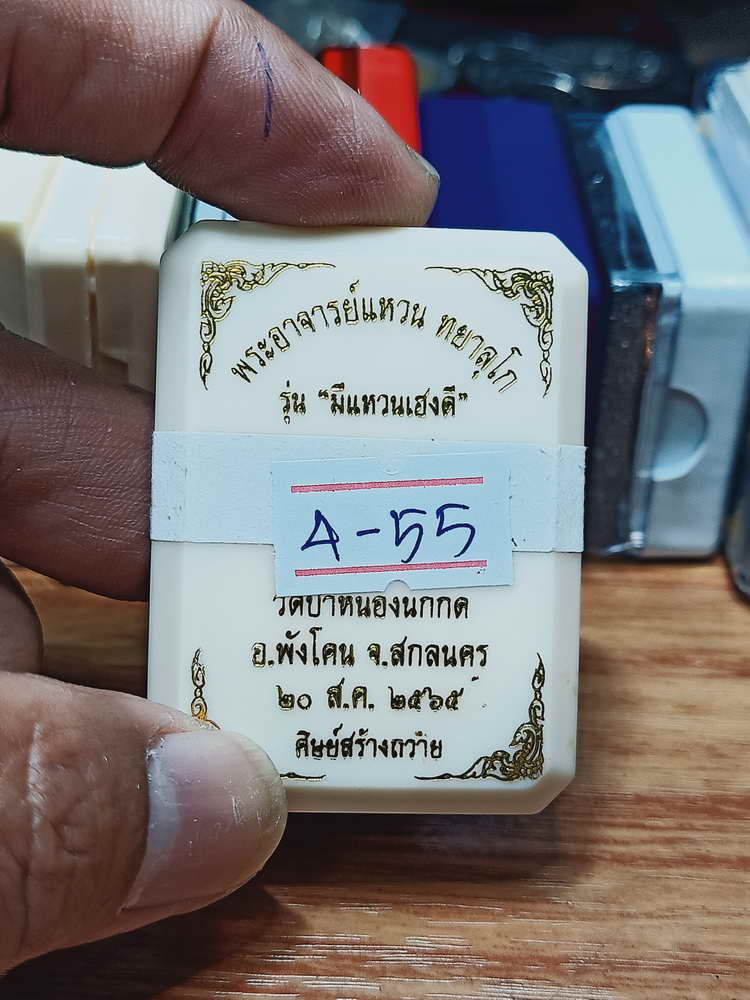 พระอาจารย์แหวน ทยาลุโก
รุ่น “มีแหวนเฮงดี”
4-55
วัดป่าหนองนกกด
อ.พังโคน จ.สกลนคร
๒๐ ส.ค. ๒๕๖๕
ศิษย์สร้างถวาย